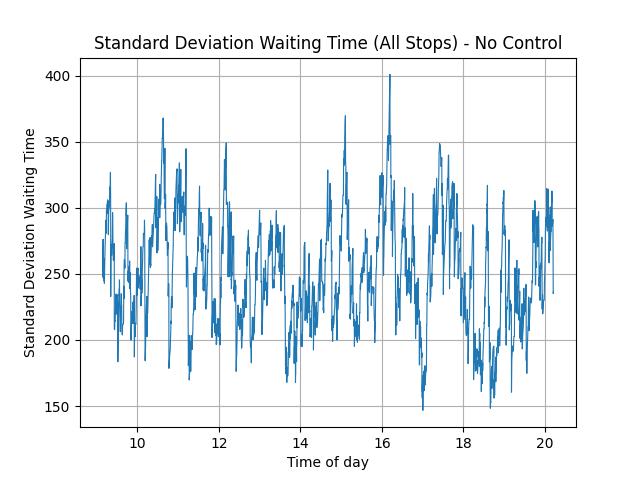 Standard Deviation Waiting Time (All Stops) - No Control
Standard Deviation Waiting Time
400
350
300
250
200
150
10 12 14 16 18 20
Time of day